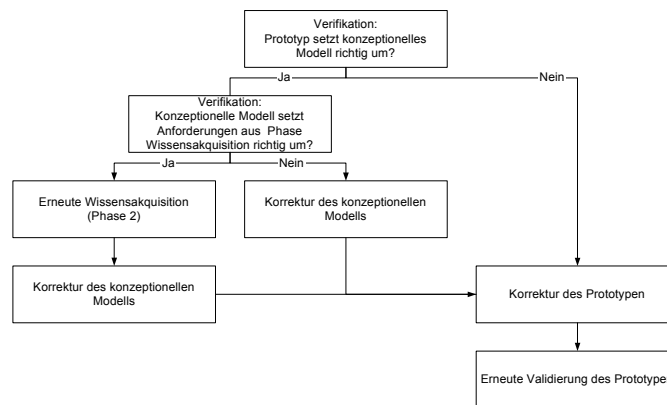 Verifikation:
Prototyp setzt konzeptionelles
Modell richtig um?
Ja
Nein
Verifikation:
Konzeptionelle Modell setzt
Anforderungen aus Phase
Wissensakquisition richtig um?
Ja
Nein
Erneute Wissensakquisition
(Phase 2)
Korrektur des konzeptionellen
Modells
Korrektur des konzeptionellen
Modells
Korrektur des Prototypen
Erneute Validierung des Prototypen